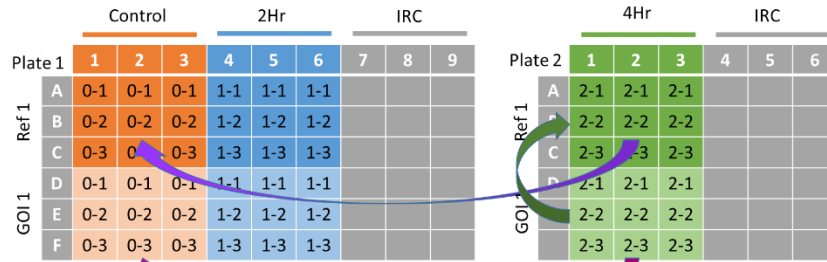 Control 2Hr IRC 4Hr IRC
Plate 1 1 2 3 4 5 6 7 8 9 Plate 2 1 2 3 4 5 6
Ref 1 A 0-1 0-1 0-1 1-1 1-1 1-1 Ref 1 A 2-1 2-1 2-1
B 0-2 0-2 0-2 1-2 1-2 1-2 2-2 2-2 2-2
C 0-3 0-3 1-3 1-3 1-3 C 2-3 2-3
GOI 1 D 0-1 0-1 0-1 1-1 1-1 1-1 GOI 1 D 2-1 2-1 2-1
E 0-2 0-2 0-2 1-2 1-2 1-2 E 2-2 2-2 2-2
F 0-3 0-3 0-3 1-3 1-3 1-3 F 2-3 2-3 2-3